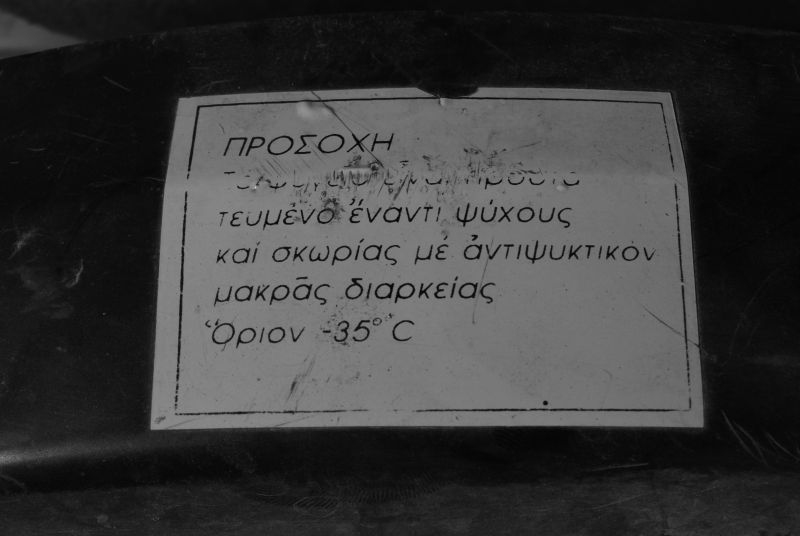 ΠΡΟΣΟΧΗ
τευμένο ἔναντι ψύχους
καί σκωρίας μέ ἀντιψυκτικόν
μακρᾶς διαρκείας
Ὅριον -35°C